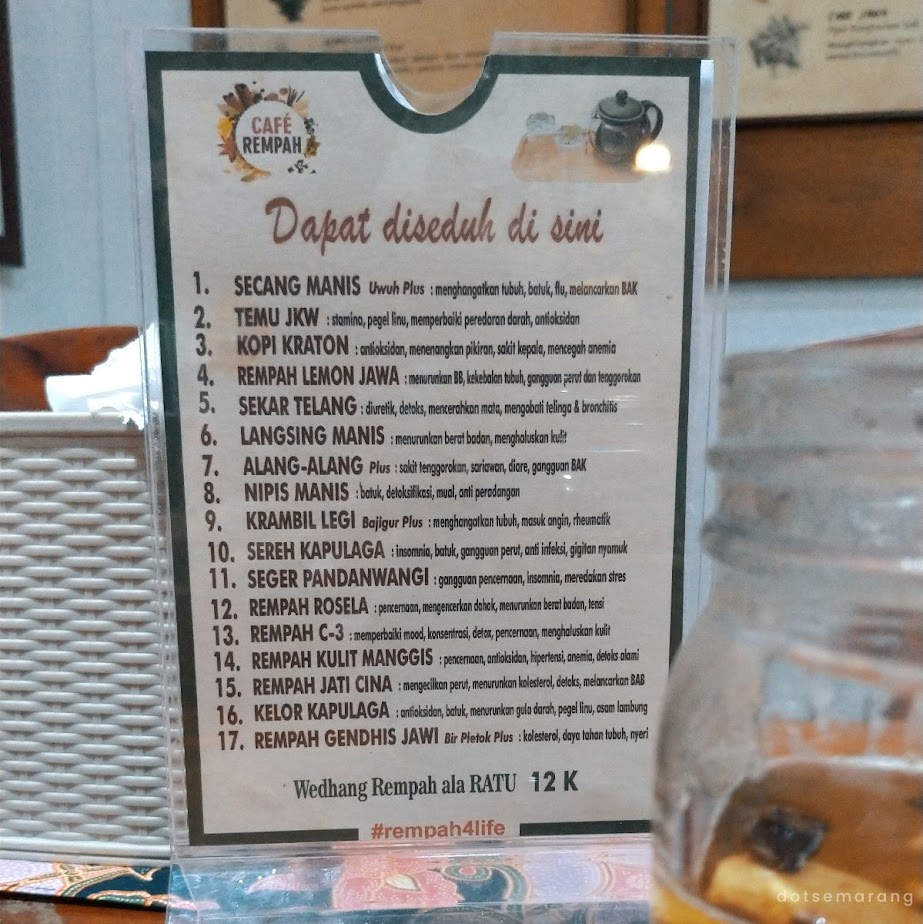 CAFÉ
REMPAH
Dapat diseduh di sini
1. SECANG MANIS Uwuh Plus : menghangatkan tubuh, batuk, flu, melancarkan BAK
2. TEMU JKW : stamina, pegel linu, memperbaiki peredaran darah, antioksidan
3. KOPI KRATON : antioksidan, menenangkan pikiran, sakit kepala, mencegah anemia
4. REMPAH LEMON JAWA : menurunkan BB, kekebalan tubuh, gangguan perut dan tenggorokan
5. SEKAR TELANG : diuretik, detoks, mencerahkan mata, mengobati telinga & bronchitis
6. LANGSING MANIS : menurunkan berat badan, menghaluskan kulit
7. ALANG-ALANG Plus : sakit tenggorokan, sariawan, diare, gangguan BAK
8. NIPIS MANIS : batuk, detoksifikasi, mual, anti peradangan
9. KRAMBIL LEGI Bajigur Plus : menghangatkan tubuh, masuk angin, rheumatik
10. SEREH KAPULAGA : insomnia, batuk, gangguan perut, anti infeksi, gigitan nyamuk
11. SEGER PANDANWANGI : gangguan pencernaan, insomnia, meredakan stres
12. REMPAH ROSELA : pencernaan, mengencerkan dahak, menurunkan berat badan, tensi
13. REMPAH C-3 : memperbaiki mood, konsentrasi, detox, pencernaan, menghaluskan kulit
14. REMPAH KULIT MANGGIS : pencernaan, antioksidan, hipertensi, anemia, detoks alami
15. REMPAH JATI CINA : mengecilkan perut, menurunkan kolesterol, detoks, melancarkan BAB
16. KELOR KAPULAGA : antioksidan, batuk, menurunkan gula darah, pegel linu, asam lambung
17. REMPAH GENDHIS JAWI Bir Pletok Plus : kolesterol, daya tahan tubuh, nyeri
Wedhang Rempah ala RATU 12 K
#rempah4life
dotsemarang